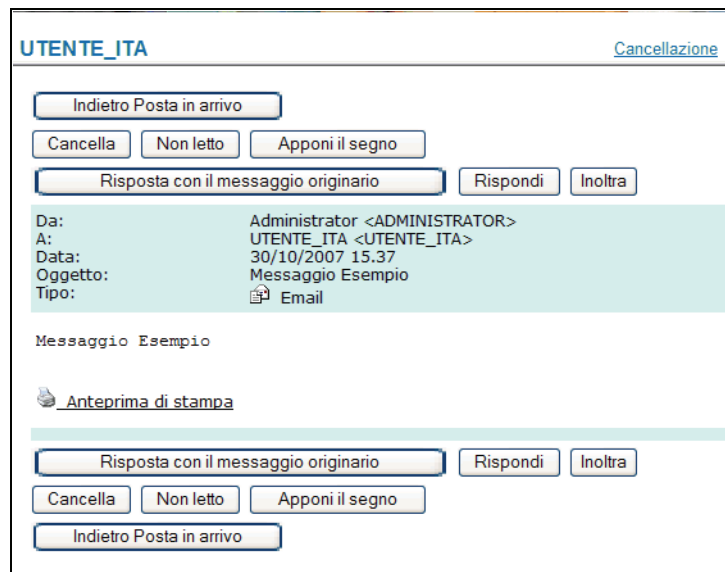 UTENTE_ITA Cancellazione
Indietro Posta in arrivo
Cancella Non letto Apponi il segno
Risposta con il messaggio originario Rispondi Inoltra
Da: Administrator <ADMINISTRATOR>
A: UTENTE_ITA <UTENTE_ITA>
Data: 30/10/2007 15.37
Oggetto: Messaggio Esempio
Tipo: Email
Messaggio Esempio
Anteprima di stampa
Risposta con il messaggio originario Rispondi Inoltra
Cancella Non letto Apponi il segno
Indietro Posta in arrivo